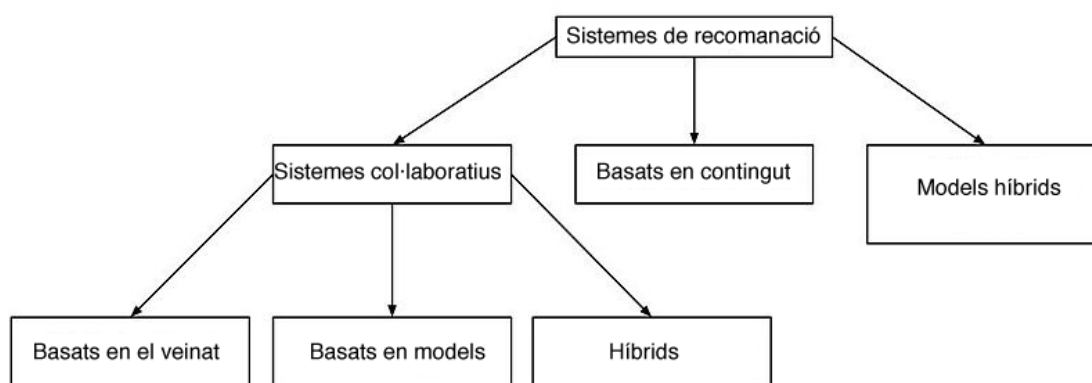 Sistemes de recomanació
Sistemes col·laboratius
Basats en contingut
Models híbrids
Basats en el veinat
Basats en models
Híbrids